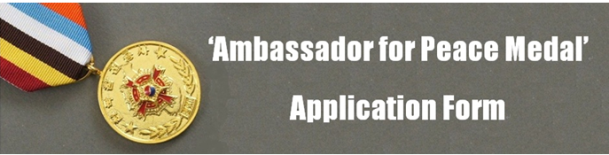 ‘Ambassador for Peace Medal’
Application Form